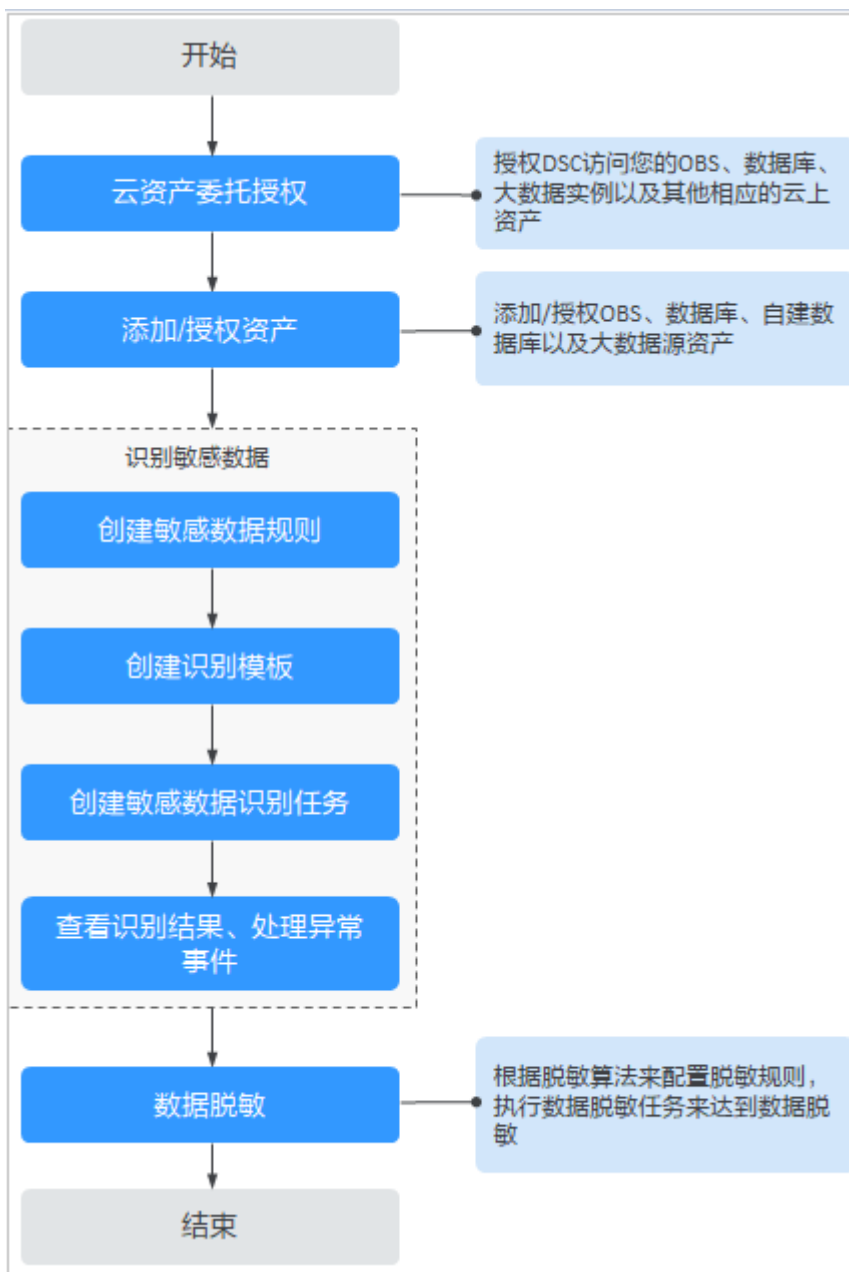 开始
云资产委托授权
授权DSC访问您的OBS、数据库、
大数据实例以及其他相应的云上
资产
添加/授权资产
添加/授权OBS、数据库、自建数
据库以及大数据源资产
识别敏感数据
创建敏感数据规则
创建识别模板
创建敏感数据识别任务
查看识别结果、处理异常
事件
数据脱敏
根据脱敏算法来配置脱敏规则，
执行数据脱敏任务来达到数据脱
敏
结束